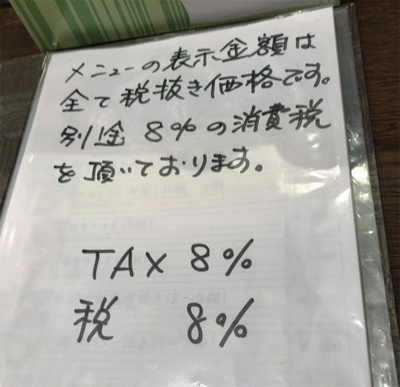 メニューの表示金額は
全て税抜き価格です。
別途 8%の消費税
を頂いております。
TAX 8%
税 8%